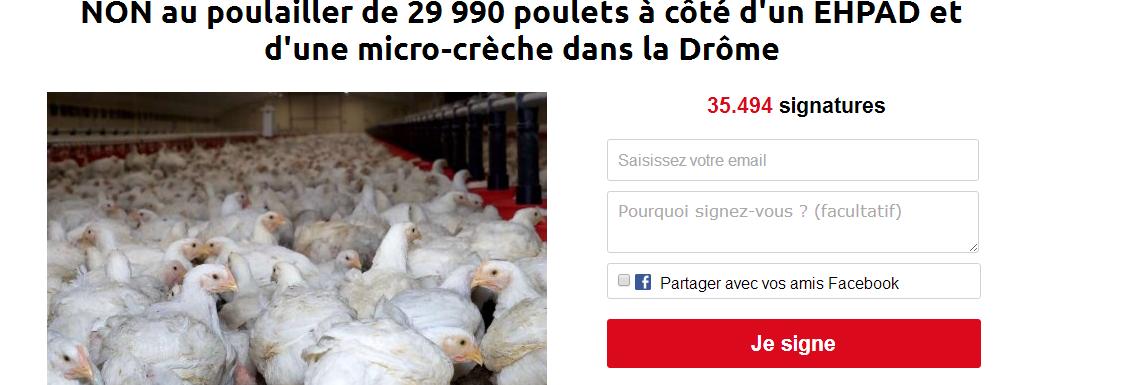 NON au poulailler de 29 990 poulets à côté d'un EHPAD et
d'une micro-crèche dans la Drôme
35.494 signatures
Saisissez votre email
Pourquoi signez-vous ? (facultatif)
Partager avec vos amis Facebook
Je signe